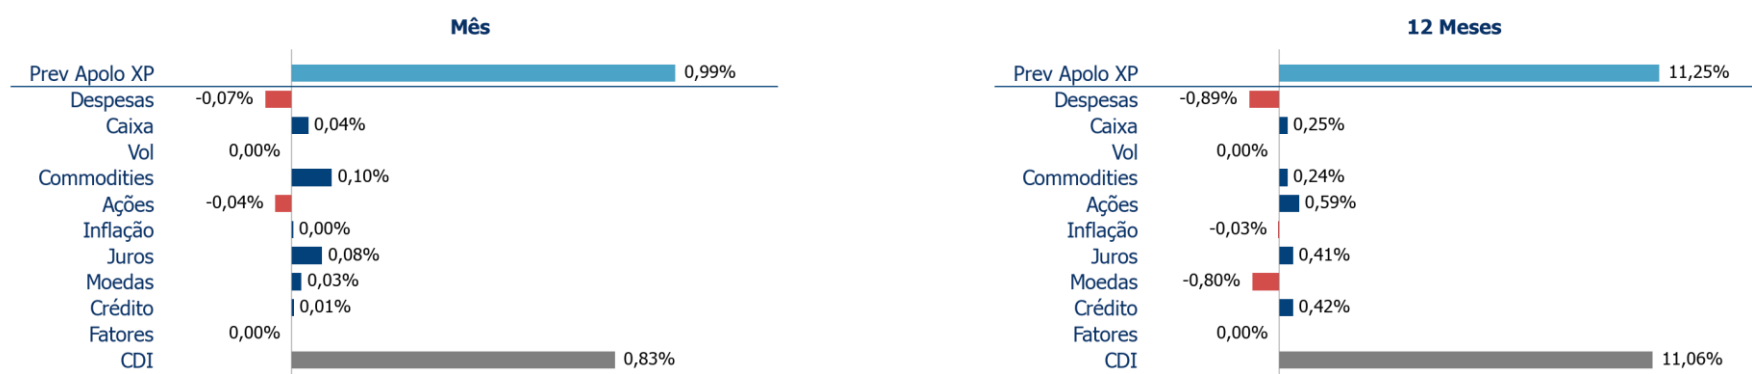 Mês
Prev Apolo XP 0,99%
Despesas -0,07%
Caixa 0,04%
Vol 0,00%
Commodities 0,10%
Ações -0,04%
Inflação 0,00%
Juros 0,08%
Moedas 0,03%
Crédito 0,01%
Fatores 0,00%
CDI 0,83%
12 Meses
Prev Apolo XP 11,25%
Despesas -0,89%
Caixa 0,25%
Vol 0,00%
Commodities 0,24%
Ações 0,59%
Inflação -0,03%
Juros 0,41%
Moedas -0,80%
Crédito 0,42%
Fatores 0,00%
CDI 11,06%